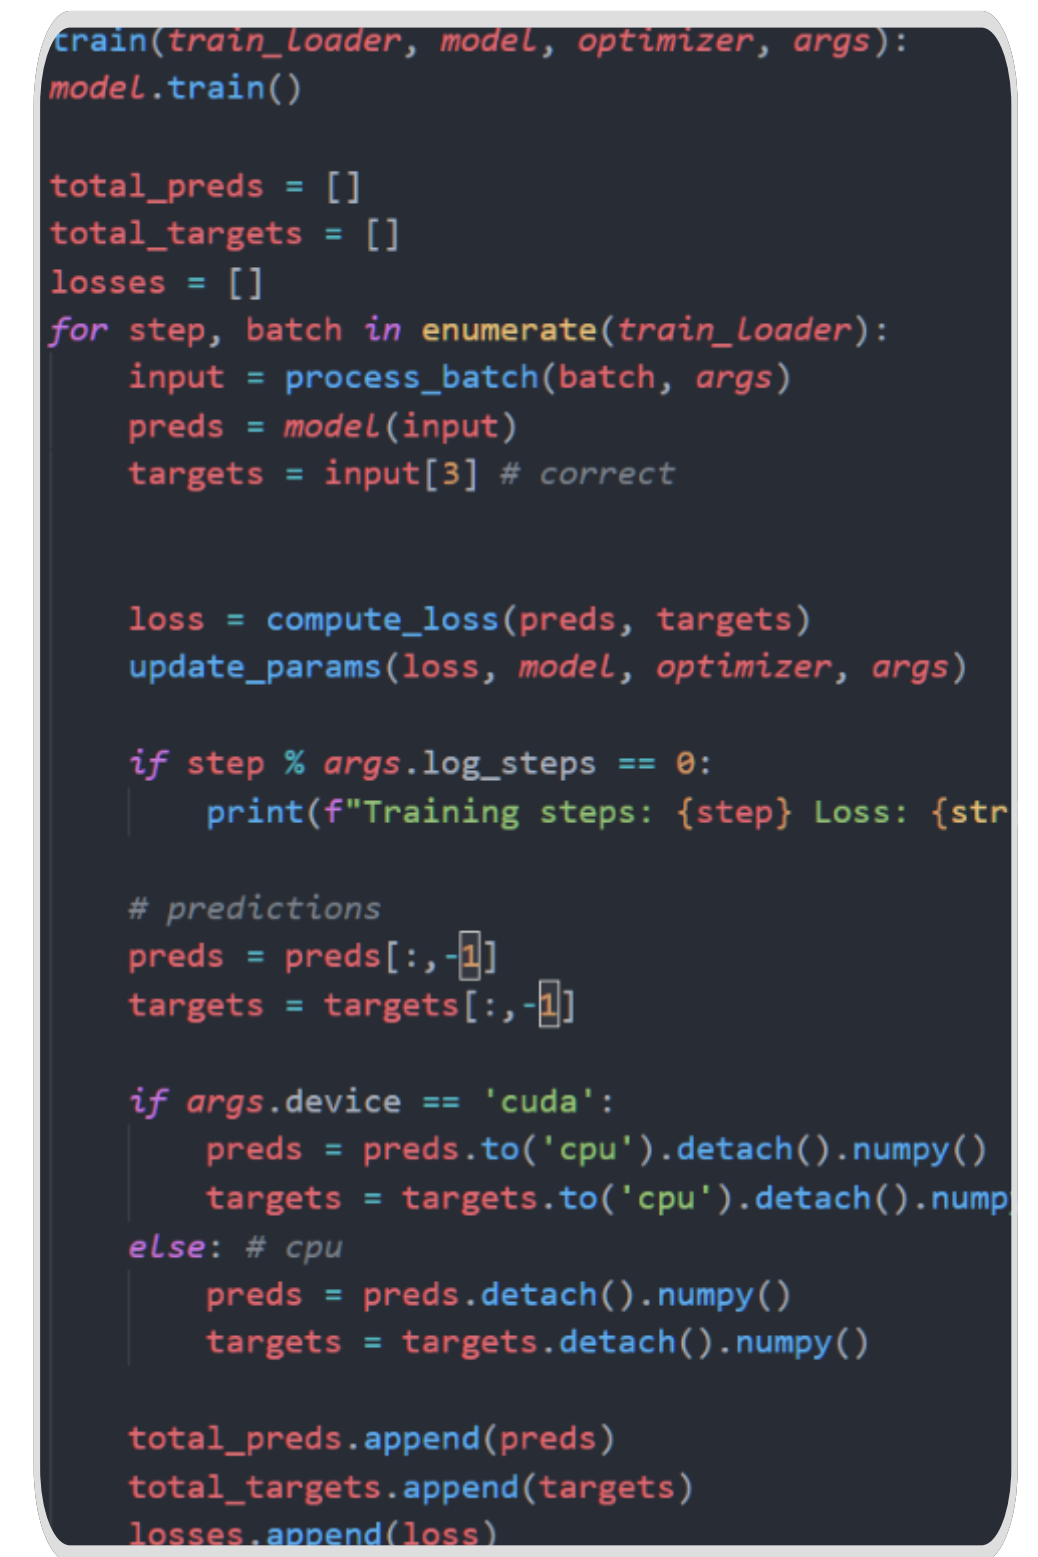 train(train_loader, model, optimizer, args):
model.train()
total_preds = []
total_targets = []
losses = []
for step, batch in enumerate(train_loader):
input = process_batch(batch, args)
preds = model(input)
targets = input[3] # correct
loss = compute_loss(preds, targets)
update_params(loss, model, optimizer, args)
if step % args.log_steps == 0:
print(f"Training steps: {step} Loss: {str
# predictions
preds = preds[:,-1]
targets = targets[:,-1]
if args.device == 'cuda':
preds = preds.to('cpu').detach().numpy()
targets = targets.to('cpu').detach().nump
else: # cpu
preds = preds.detach().numpy()
targets = targets.detach().numpy()
total_preds.append(preds)
total_targets.append(targets)
losses.append(loss)